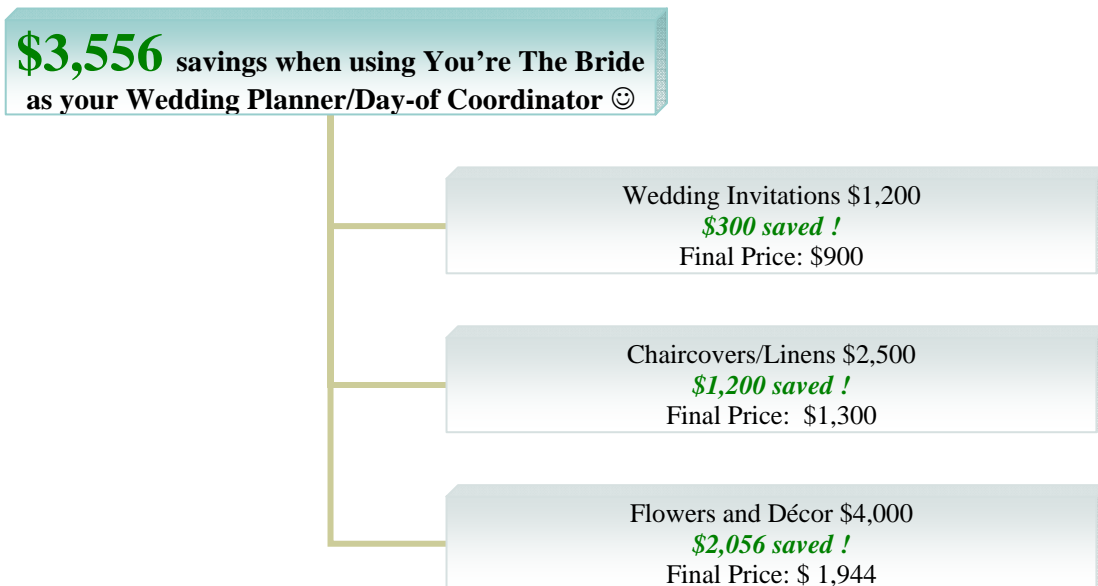 $3,556 savings when using You’re The Bride
as your Wedding Planner/Day-of Coordinator ☺
Wedding Invitations $1,200
$300 saved !
Final Price: $900
Chaircovers/Linens $2,500
$1,200 saved !
Final Price:  $1,300
Flowers and Décor $4,000
$2,056 saved !
Final Price: $ 1,944